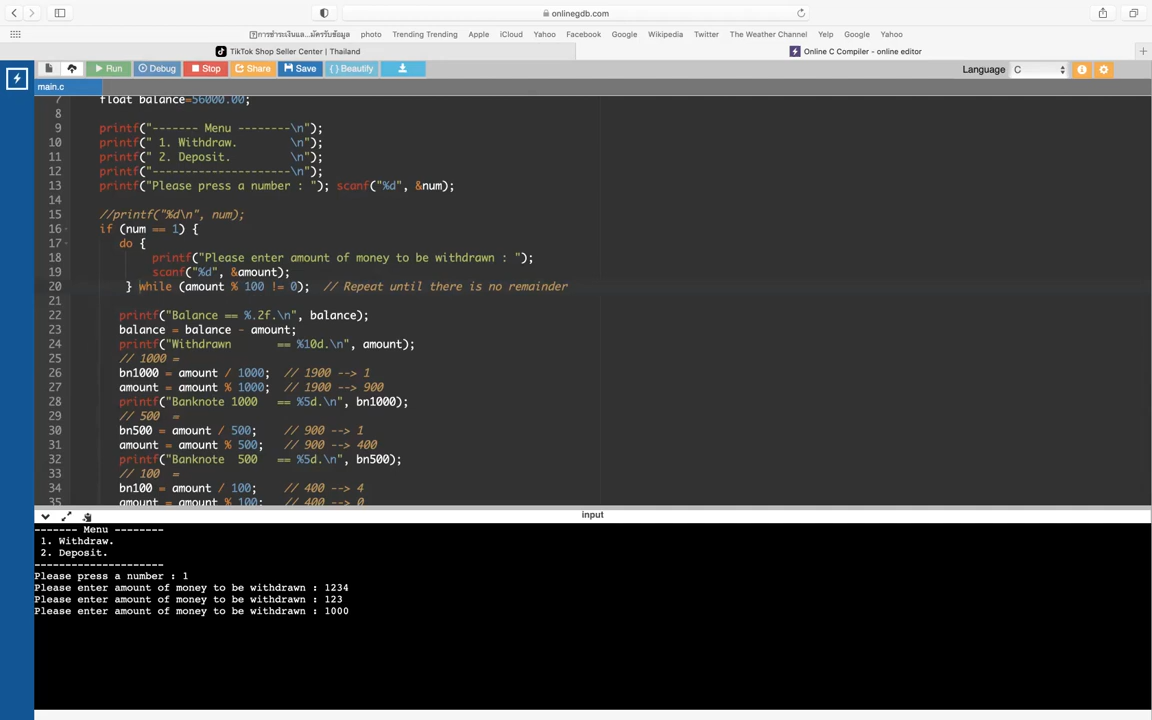 onlinegdb.com
photo Trending Trending Apple iCloud Yahoo Facebook Google Wikipedia Twitter The Weather Channel Yelp Google Yahoo
TikTok Shop Seller Center | Thailand
Online C Compiler - online editor
Run Debug Stop Share Save { } Beautify
Language C
main.c
7 float balance=56000.00;
8
9 printf("------- Menu --------\n");
10 printf(" 1. Withdraw. \n");
11 printf(" 2. Deposit. \n");
12 printf("---------------------\n");
13 printf("Please press a number : "); scanf("%d", &num);
14
15 //printf("%d\n", num);
16 if (num == 1) {
17 do {
18 printf("Please enter amount of money to be withdrawn : ");
19 scanf("%d", &amount);
20 } while (amount % 100 != 0); // Repeat until there is no remainder
21
22 printf("Balance == %.2f.\n", balance);
23 balance = balance - amount;
24 printf("Withdrawn == %10d.\n", amount);
25 // 1000 =
26 bn1000 = amount / 1000; // 1900 --> 1
27 amount = amount % 1000; // 1900 --> 900
28 printf("Banknote 1000 == %5d.\n", bn1000);
29 // 500 =
30 bn500 = amount / 500; // 900 --> 1
31 amount = amount % 500; // 900 --> 400
32 printf("Banknote 500 == %5d.\n", bn500);
33 // 100 =
34 bn100 = amount / 100; // 400 --> 4
35 amount = amount % 100; // 400 --> 0
input
------- Menu --------
1. Withdraw.
2. Deposit.
---------------------
Please press a number : 1
Please enter amount of money to be withdrawn : 1234
Please enter amount of money to be withdrawn : 123
Please enter amount of money to be withdrawn : 1000